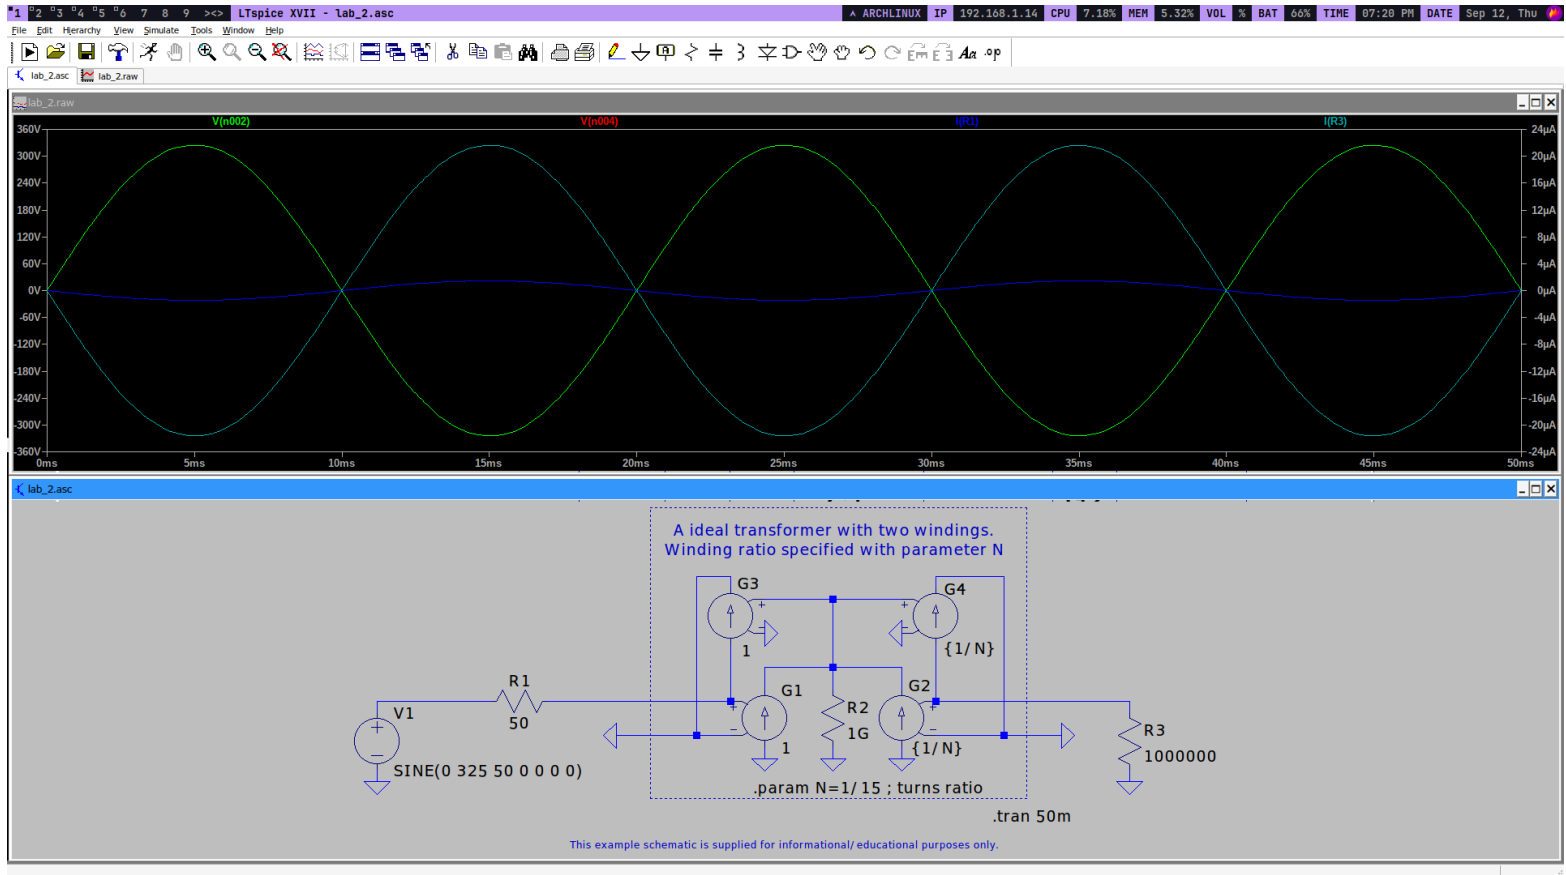 1 2 3 4 5 6 7 8 9 ><> LTspice XVII - lab_2.asc ^ ARCHLINUX IP 192.168.1.14 CPU 7.18% MEM 5.32% VOL % BAT 66% TIME 07:20 PM DATE Sep 12, Thu
File Edit Hierarchy View Simulate Tools Window Help
Aa .op
lab_2.asc lab_2.raw
lab_2.raw
V(n002) V(n004) I(R1) I(R3)
360V 24µA
300V 20µA
240V 16µA
180V 12µA
120V 8µA
60V 4µA
0V 0µA
-60V -4µA
-120V -8µA
-180V -12µA
-240V -16µA
-300V -20µA
-360V -24µA
0ms 5ms 10ms 15ms 20ms 25ms 30ms 35ms 40ms 45ms 50ms
lab_2.asc
A ideal transformer with two windings.
Winding ratio specified with parameter N
G3 G4
1 {1/N}
R1 G1 G2
V1 50 R2 R3
1G 1000000
1 {1/N}
SINE(0 325 50 0 0 0 0)
.param N=1/15 ; turns ratio
.tran 50m
This example schematic is supplied for informational/educational purposes only.